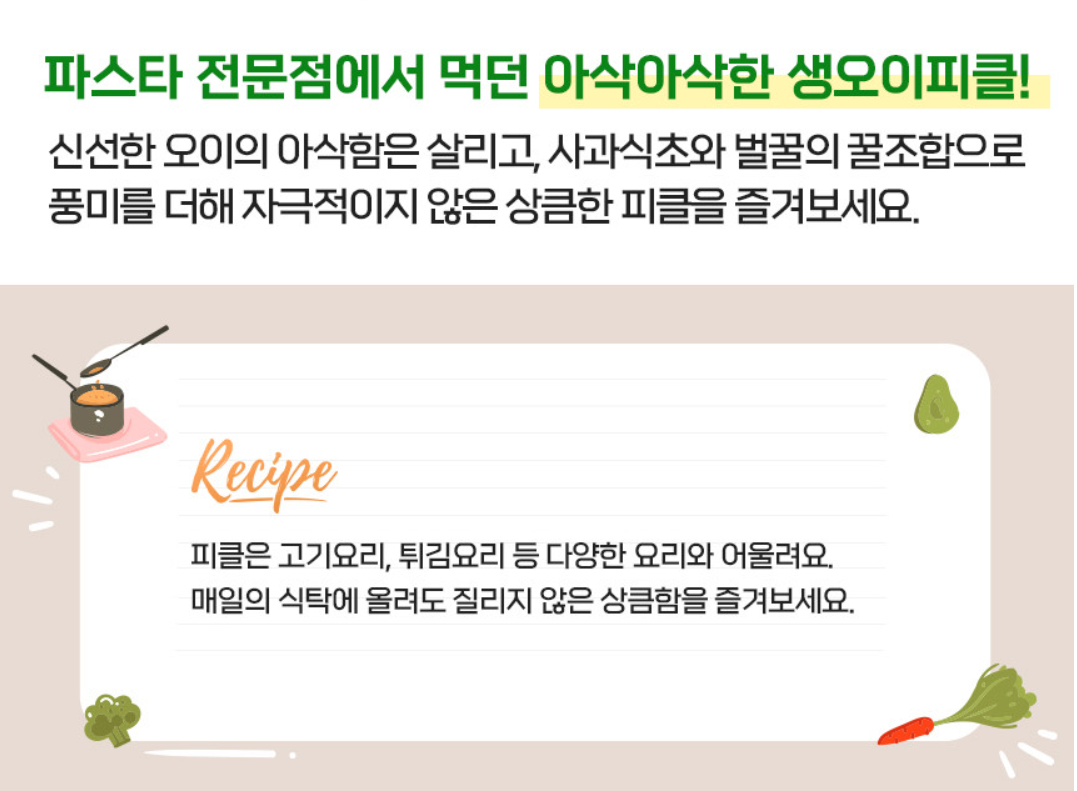 파스타 전문점에서 먹던 아삭아삭한 생오이피클!
신선한 오이의 아삭함은 살리고, 사과식초와 벌꿀의 꿀조합으로
풍미를 더해 자극적이지 않은 상큼한 피클을 즐겨보세요.
Recipe
피클은 고기요리, 튀김요리 등 다양한 요리와 어울려요.
매일의 식탁에 올려도 질리지 않은 상큼함을 즐겨보세요.